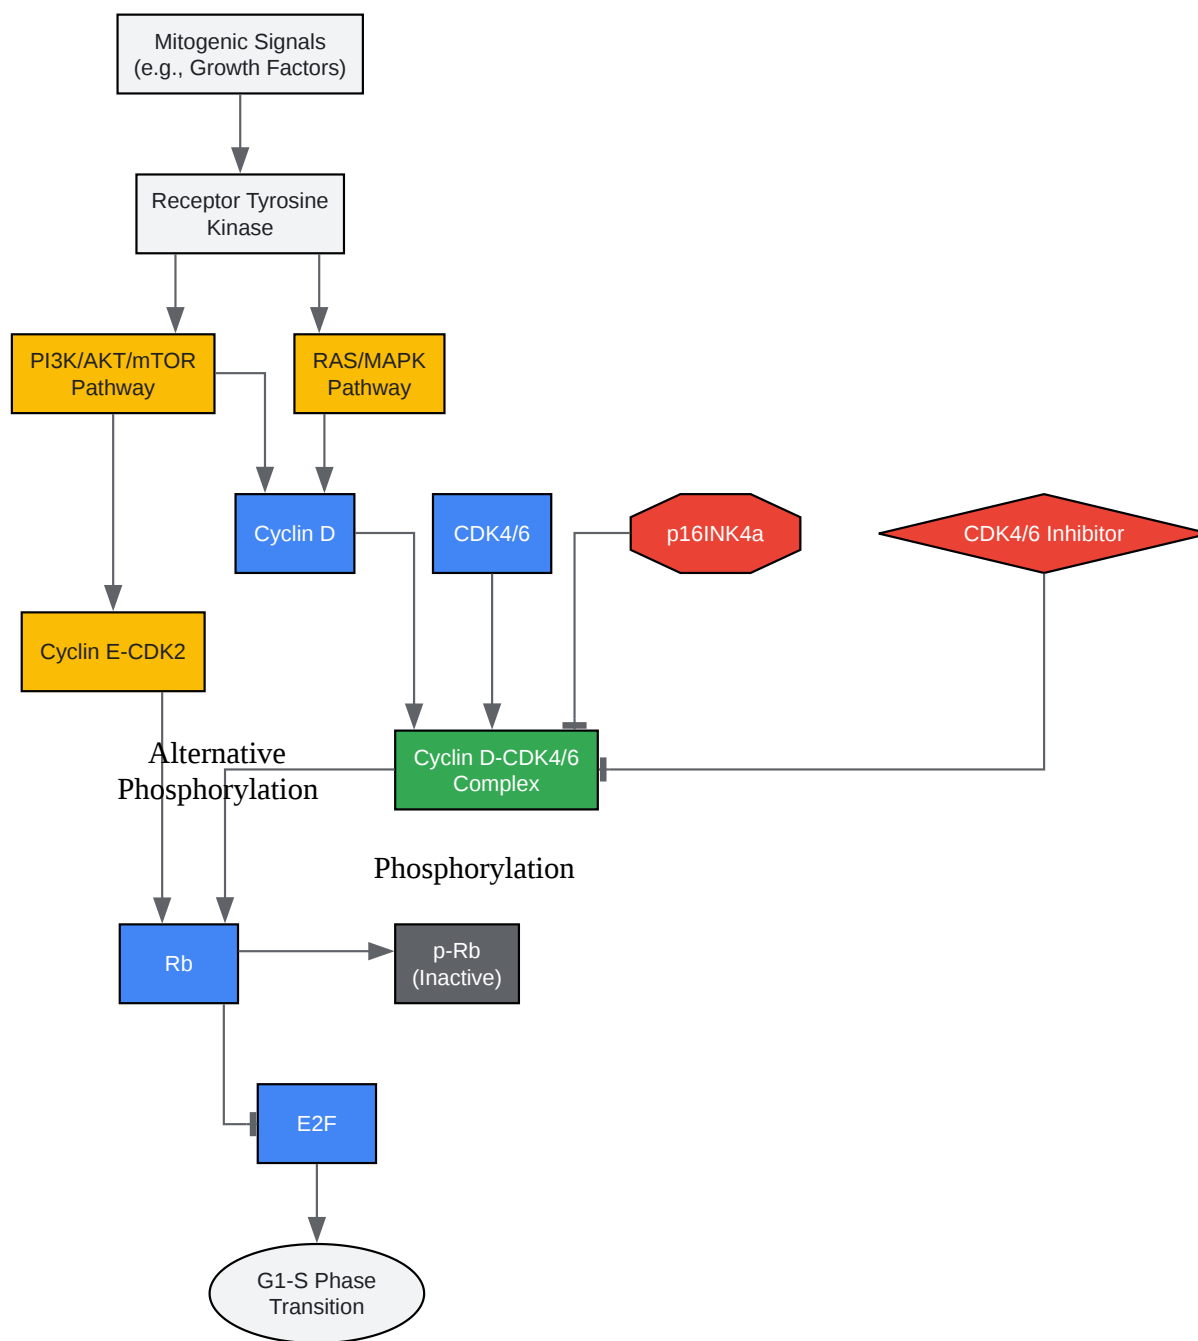 Mitogenic Signals
(e.g., Growth Factors)
Receptor Tyrosine
Kinase
PI3K/AKT/mTOR
Pathway
RAS/MAPK
Pathway
Cyclin D
CDK4/6
p16INK4a
CDK4/6 Inhibitor
Cyclin E-CDK2
Alternative
Phosphorylation
Cyclin D-CDK4/6
Complex
Phosphorylation
Rb
p-Rb
(Inactive)
E2F
G1-S Phase
Transition